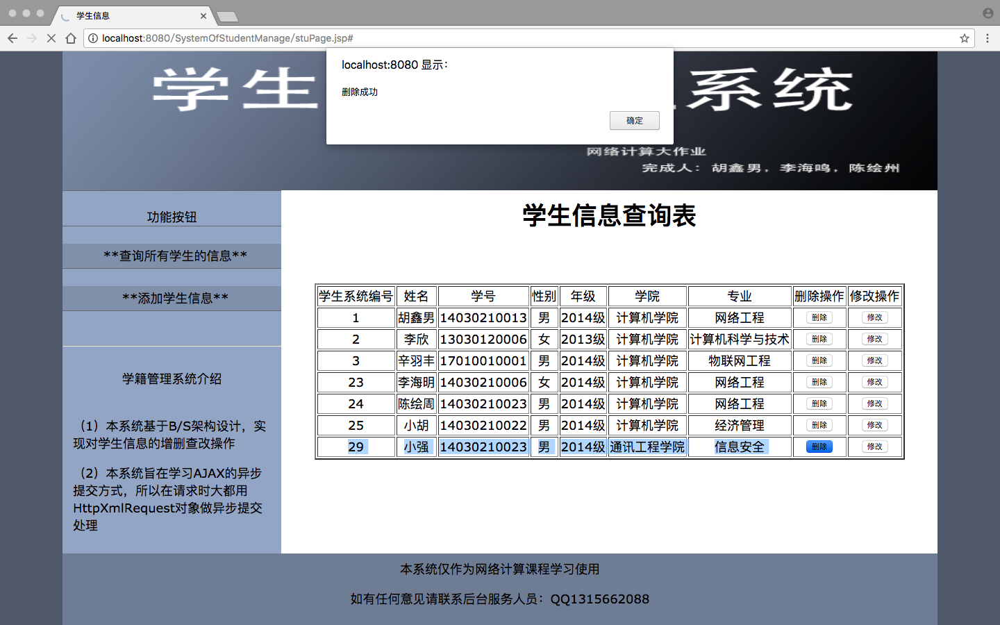 学生信息
localhost:8080/SystemOfStudentManage/stuPage.jsp#
localhost:8080 显示：
删除成功
确定
学生
系统
网络计算大作业
完成人：胡鑫男，李海鸣，陈绘州
功能按钮
**查询所有学生的信息**
**添加学生信息**
学籍管理系统介绍
（1）本系统基于B/S架构设计，实
现对学生信息的增删查改操作
（2）本系统旨在学习AJAX的异步
提交方式，所以在请求时大都用
HttpXmlRequest对象做异步提交
处理
学生信息查询表
学生系统编号 姓名 学号 性别 年级 学院 专业 删除操作 修改操作
1 胡鑫男 14030210013 男 2014级 计算机学院 网络工程 删除 修改
2 李欣 13030120006 女 2013级 计算机学院 计算机科学与技术 删除 修改
3 辛羽丰 17010010001 男 2014级 计算机学院 物联网工程 删除 修改
23 李海明 14030210006 女 2014级 计算机学院 网络工程 删除 修改
24 陈绘周 14030210023 男 2014级 计算机学院 网络工程 删除 修改
25 小胡 14030210022 男 2014级 计算机学院 经济管理 删除 修改
29 小强 14030210023 男 2014级 通讯工程学院 信息安全 删除 修改
本系统仅作为网络计算课程学习使用
如有任何意见请联系后台服务人员：QQ1315662088